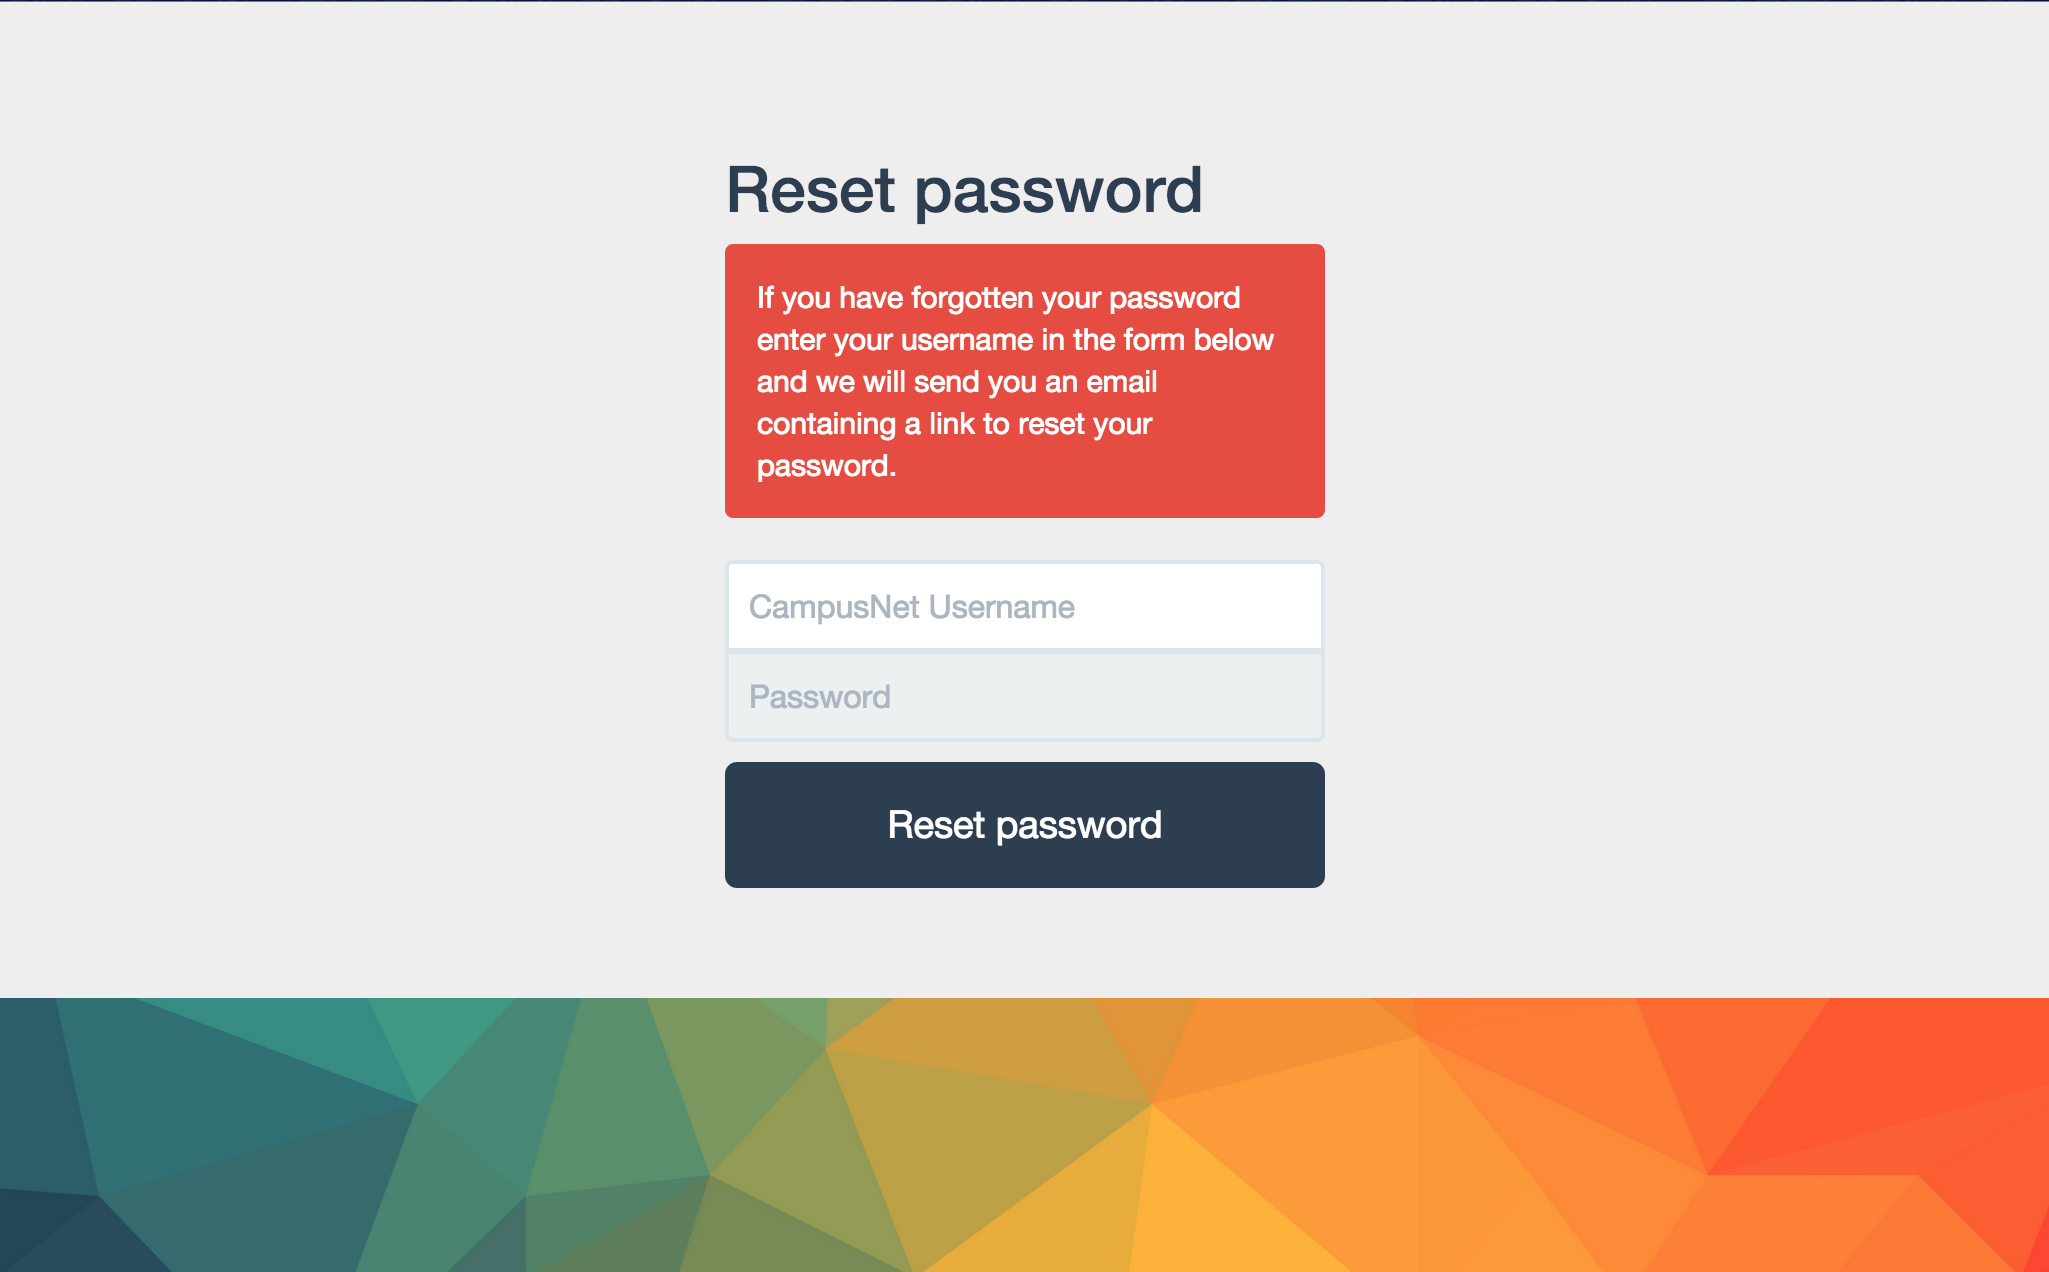 Reset password
If you have forgotten your password
enter your username in the form below
and we will send you an email
containing a link to reset your
password.
CampusNet Username
Password
Reset password